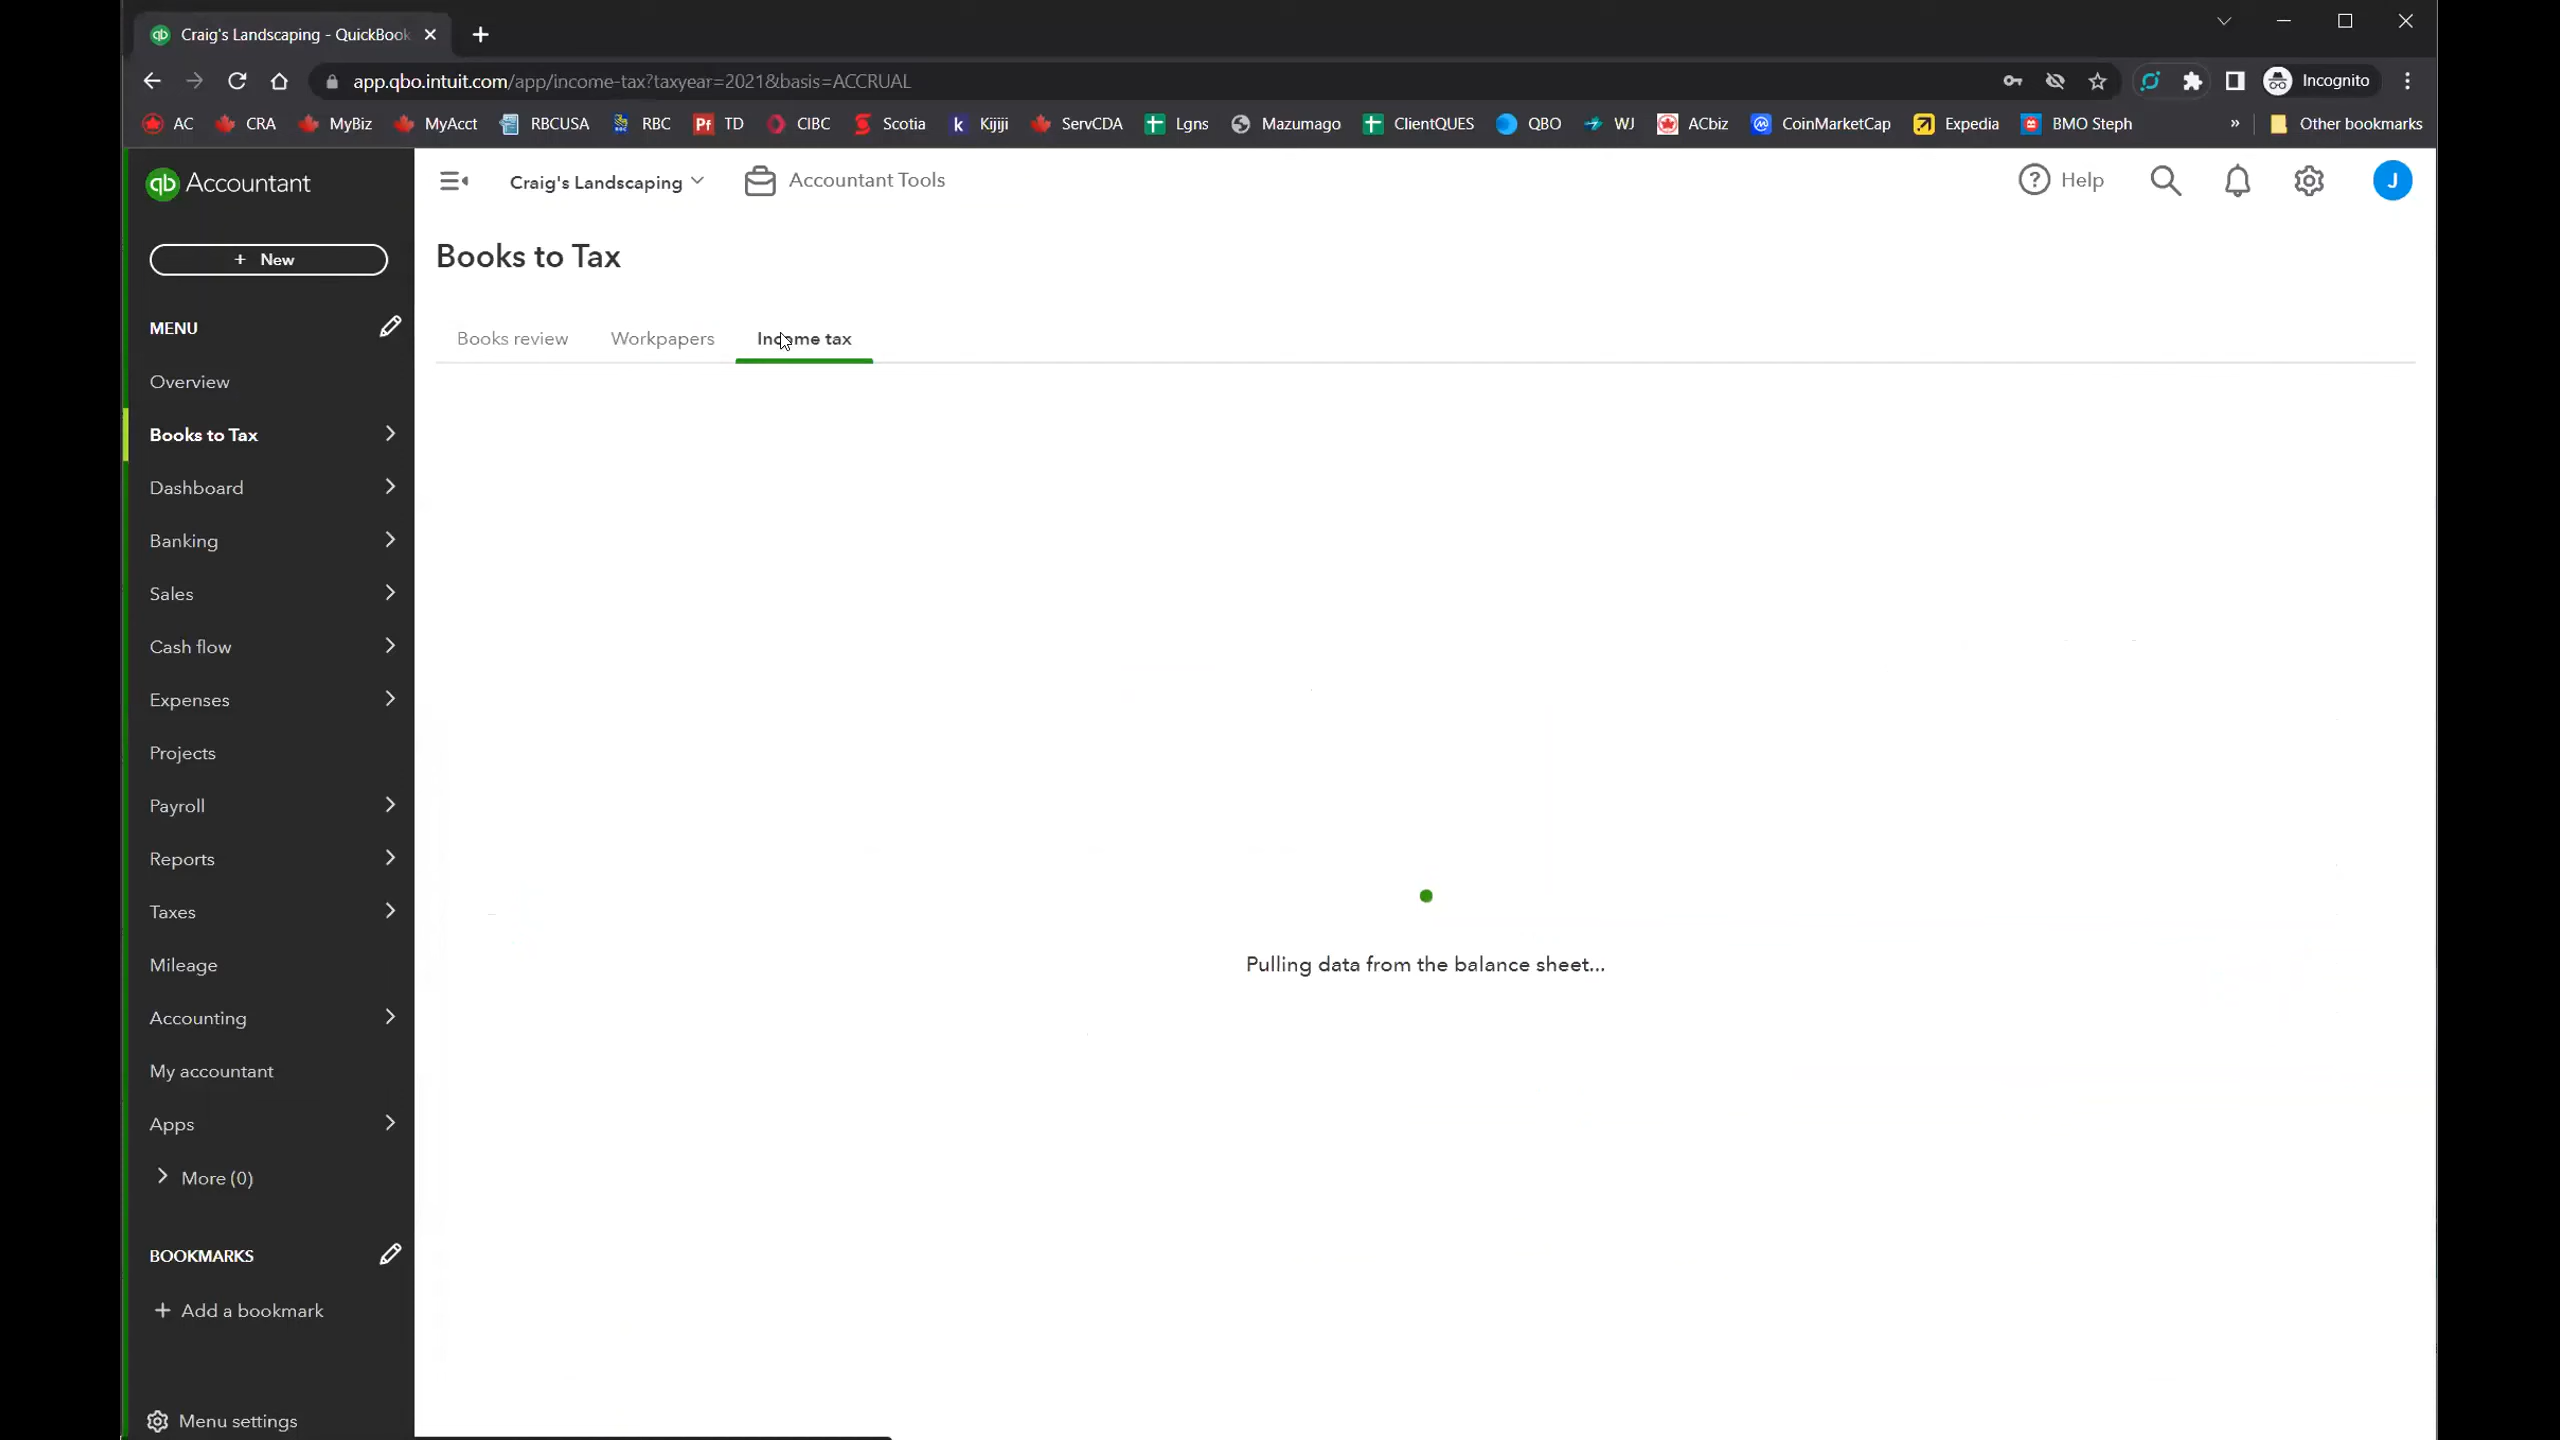 Craig's Landscaping - QuickBook
app.qbo.intuit.com/app/income-tax?taxyear=2021&basis=ACCRUAL
Incognito
AC CRA MyBiz MyAcct RBCUSA RBC Pf TD CIBC Scotia k Kijiji ServCDA Lgns Mazumago ClientQUES QBO WJ ACbiz CoinMarketCap Expedia BMO Steph » Other bookmarks
qb Accountant
Craig's Landscaping
Accountant Tools
? Help
J
+ New
Books to Tax
MENU
Books review
Workpapers
Income tax
Overview
Books to Tax
Dashboard
Banking
Sales
Cash flow
Expenses
Projects
Payroll
Reports
Taxes
Mileage
Pulling data from the balance sheet...
Accounting
My accountant
Apps
More (0)
BOOKMARKS
+ Add a bookmark
Menu settings